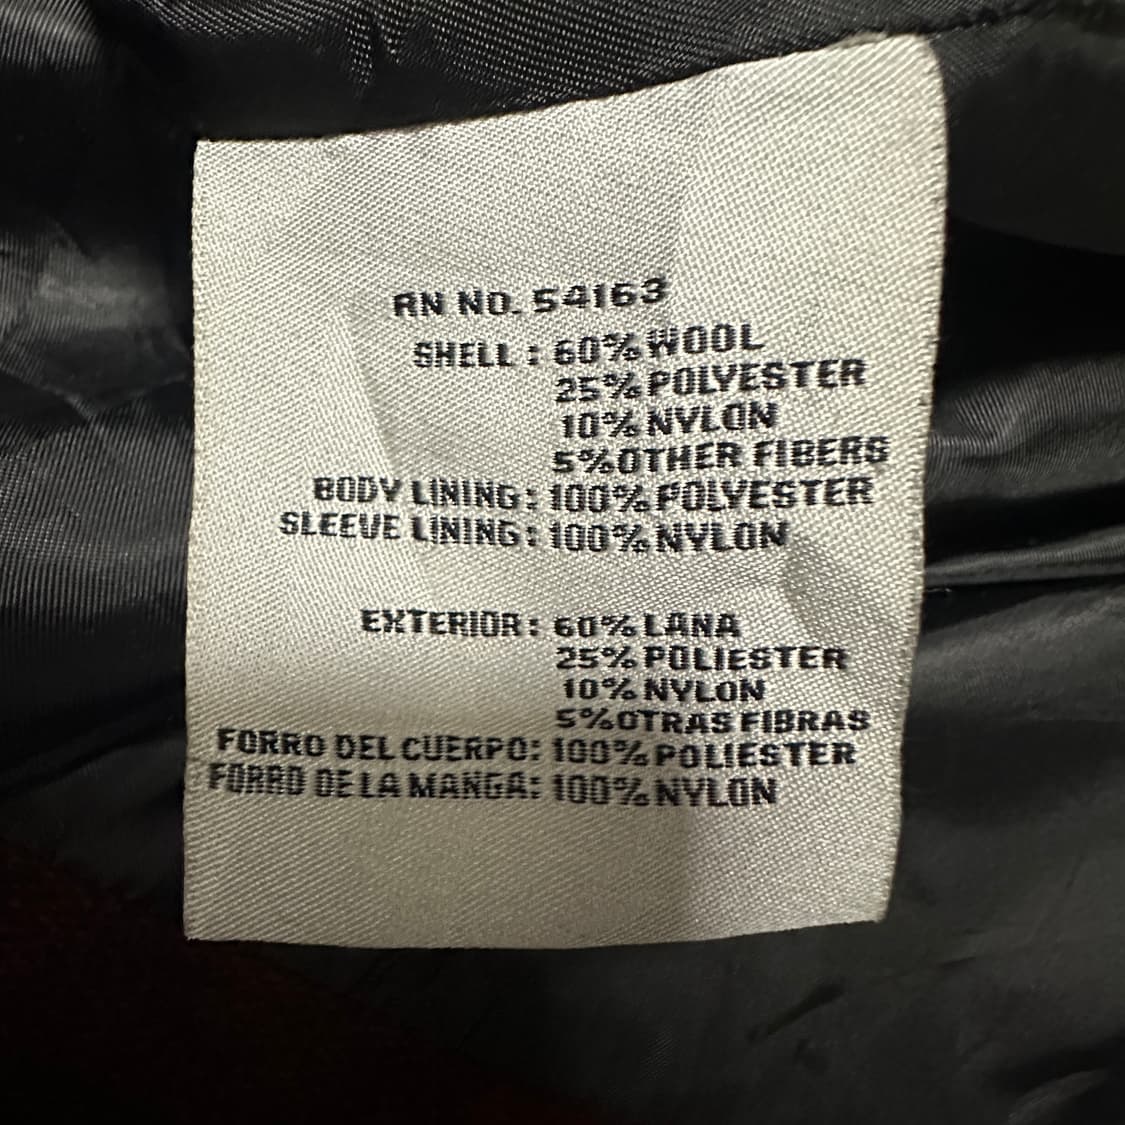 RN NO. 54163
SHELL : 60% WOOL
25% POLYESTER
10% NYLON
5% OTHER FIBERS
BODY LINING : 100% POLYESTER
SLEEVE LINING : 100% NYLON
EXTERIOR : 60% LANA
25% POLIESTER
10% NYLON
5% OTRAS FIBRAS
FORRO DEL CUERPO: 100% POLIESTER
FORRO DE LA MANGA: 100% NYLON